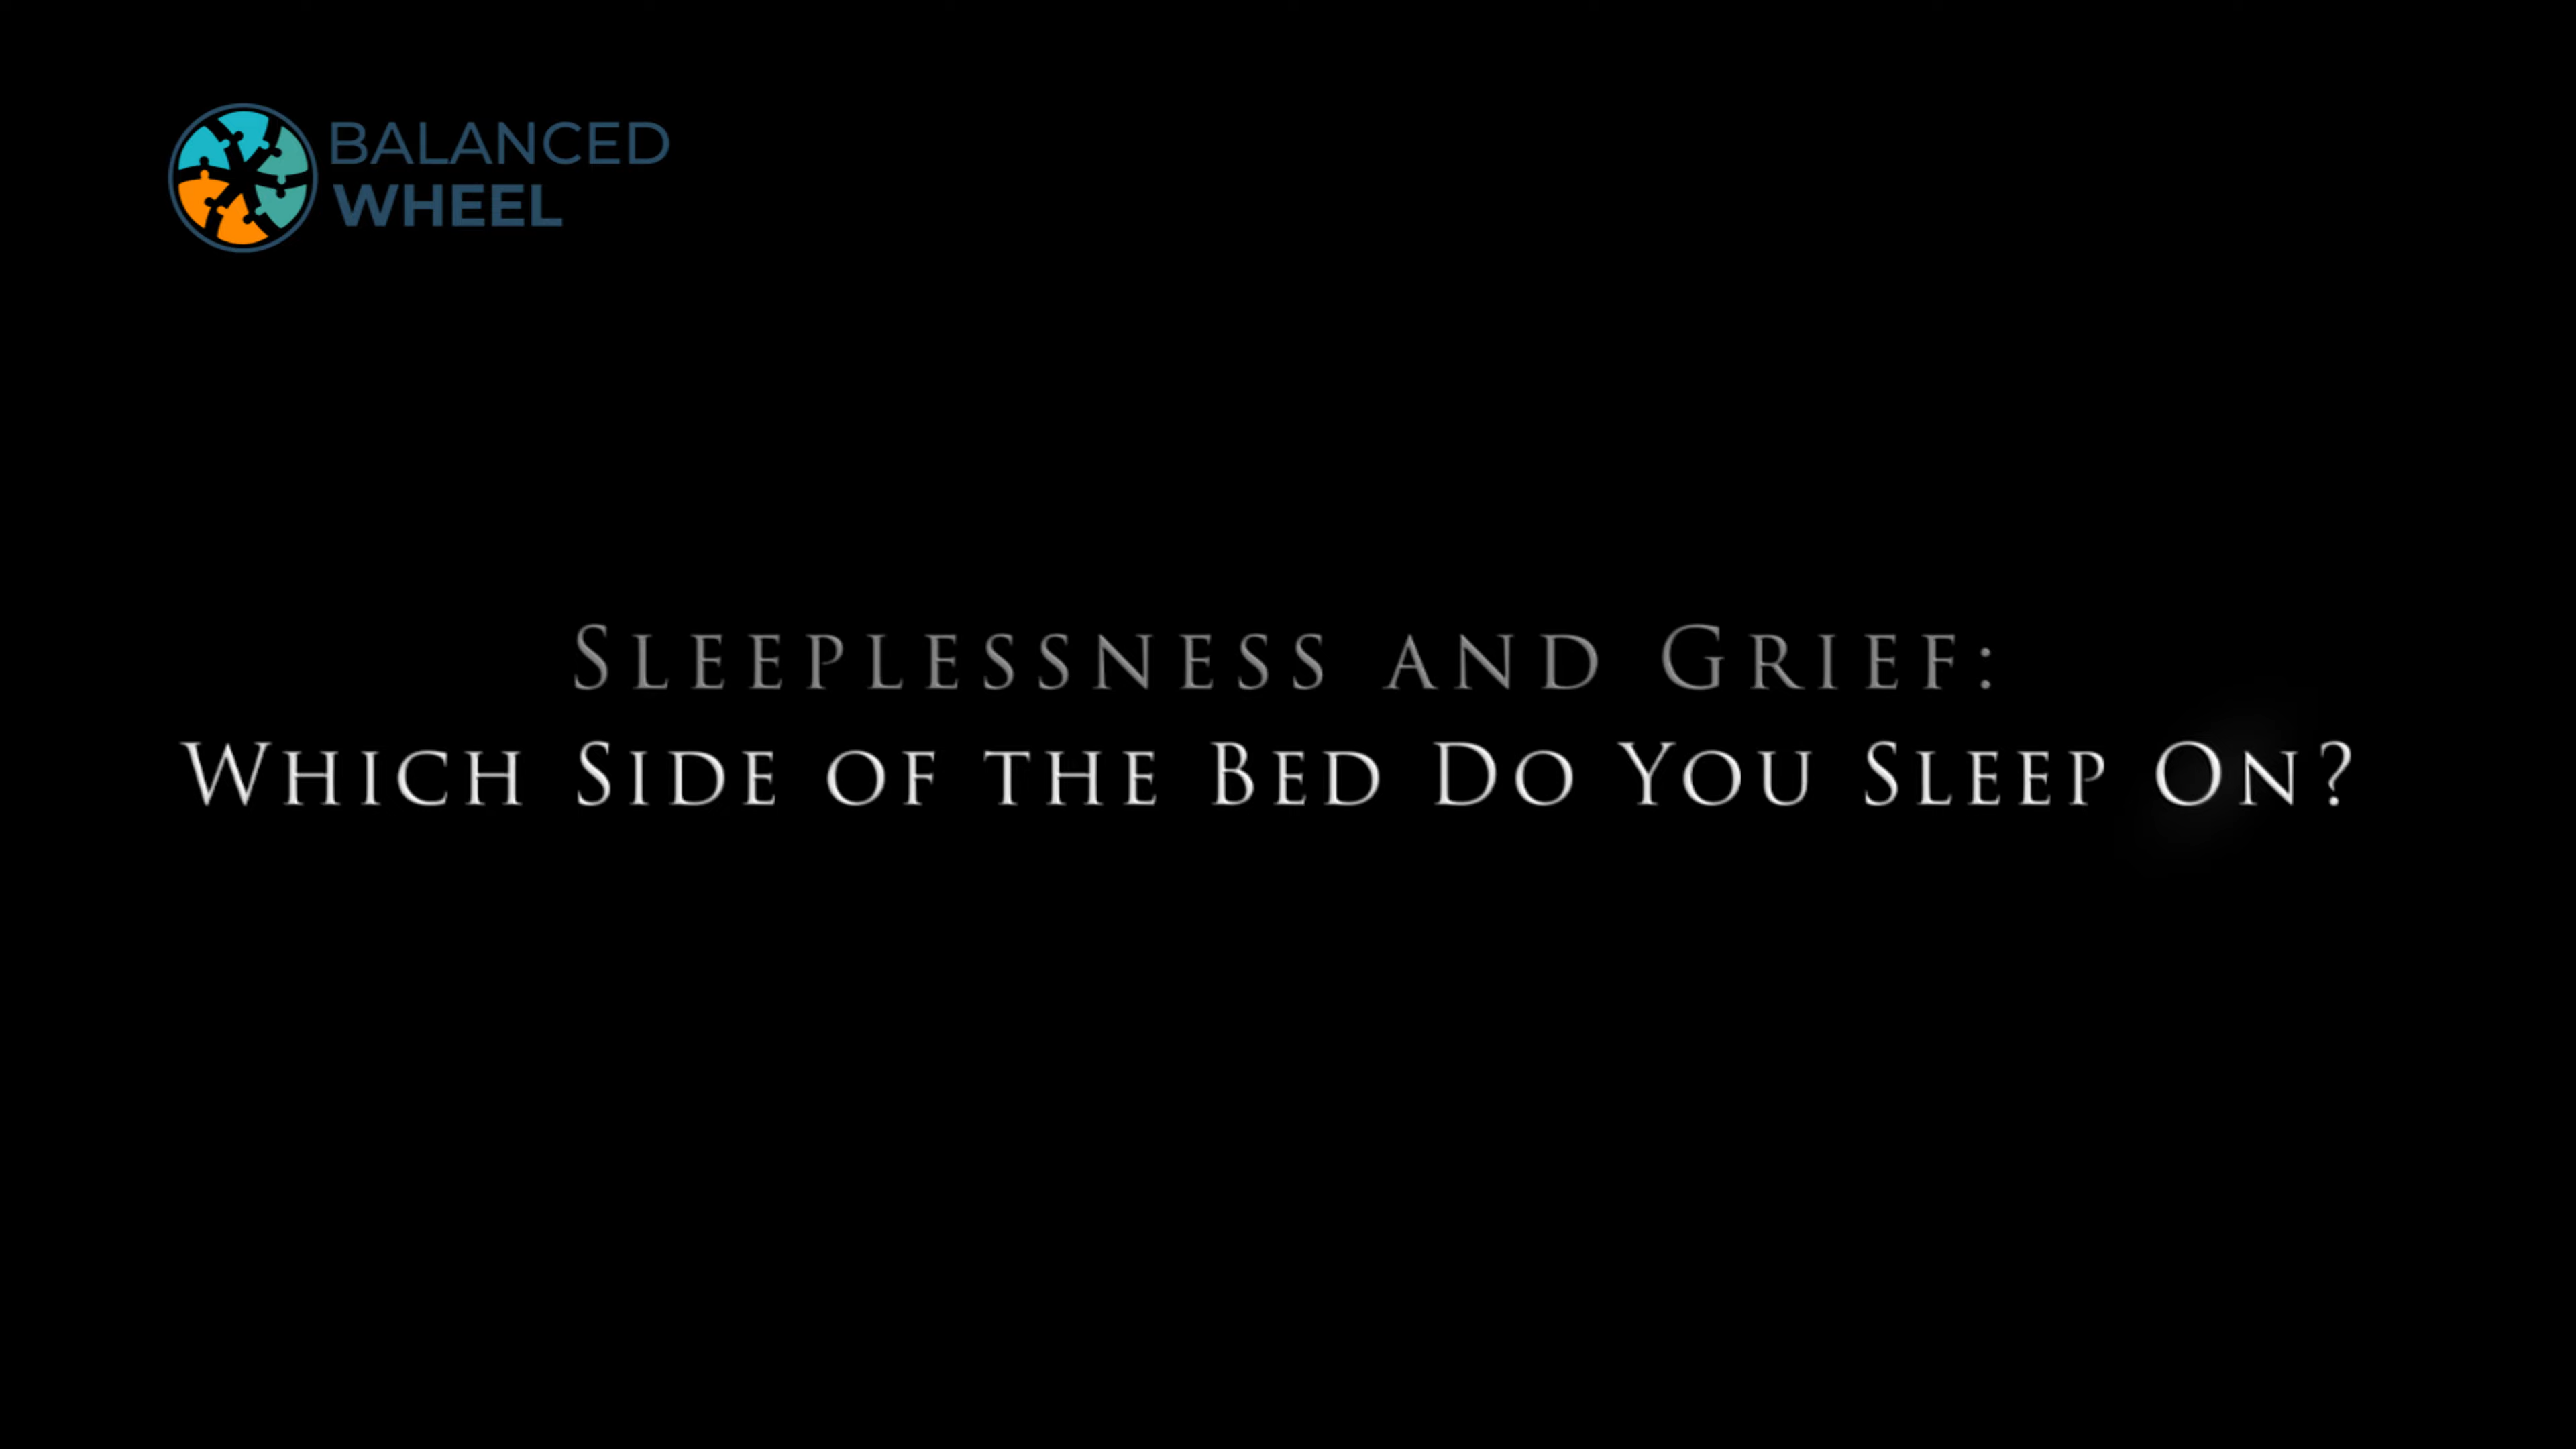 BALANCED
WHEEL
Sleeplessness and Grief:
Which Side of the Bed Do You Sleep On?